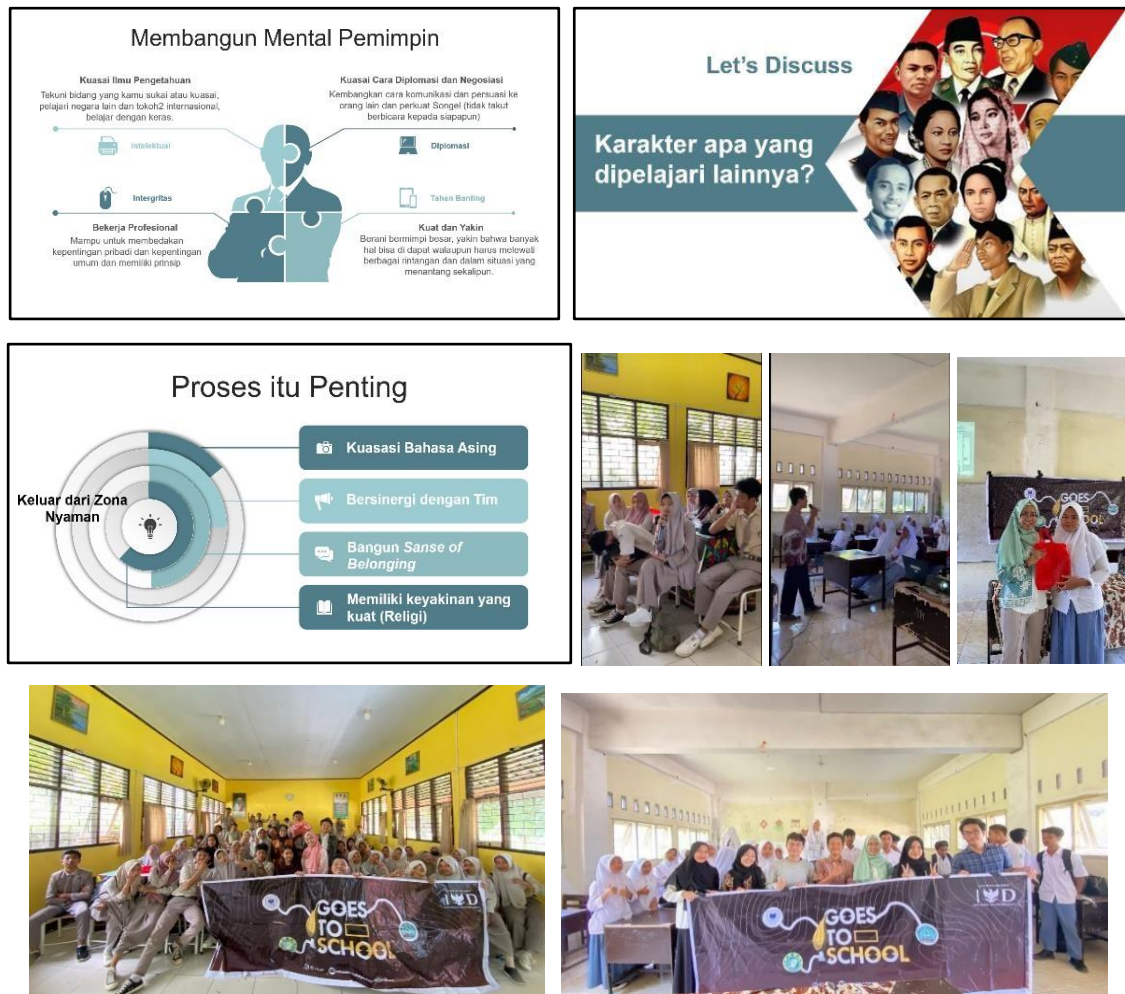 Membangun Mental Pemimpin
Kuasai Ilmu Pengetahuan
Tekuni bidang yang kamu sukai atau kuasai,
pelajari negara lain dan tokoh2 internasional,
belajar dengan keras.
Intelektual
Kuasai Cara Diplomasi dan Negosiasi
Kembangkan cara komunikasi dan persuasi ke
orang lain dan perkuat Songel (tidak takut
berbicara kepada siapapun)
Diplomasi
Intergritas
Bekerja Profesional
Mampu untuk membedakan
kepentingan pribadi dan kepentingan
umum dan memiliki prinsip
Tahan Banting
Kuat dan Yakin
Berani bermimpi besar, yakin bahwa banyak
hal bisa di dapat walaupun harus melewati
berbagai rintangan dan dalam situasi yang
menantang sekalipun.
Let's Discuss
Karakter apa yang
dipelajari lainnya?
Proses itu Penting
Keluar dari Zona
Nyaman
Kuasasi Bahasa Asing
Bersinergi dengan Tim
Bangun Sanse of
Belonging
Memiliki keyakinan yang
kuat (Religi)
GOES
TO
SCHOOL
GOES
TO
SCHOOL
GOES
TO
SCHOOL